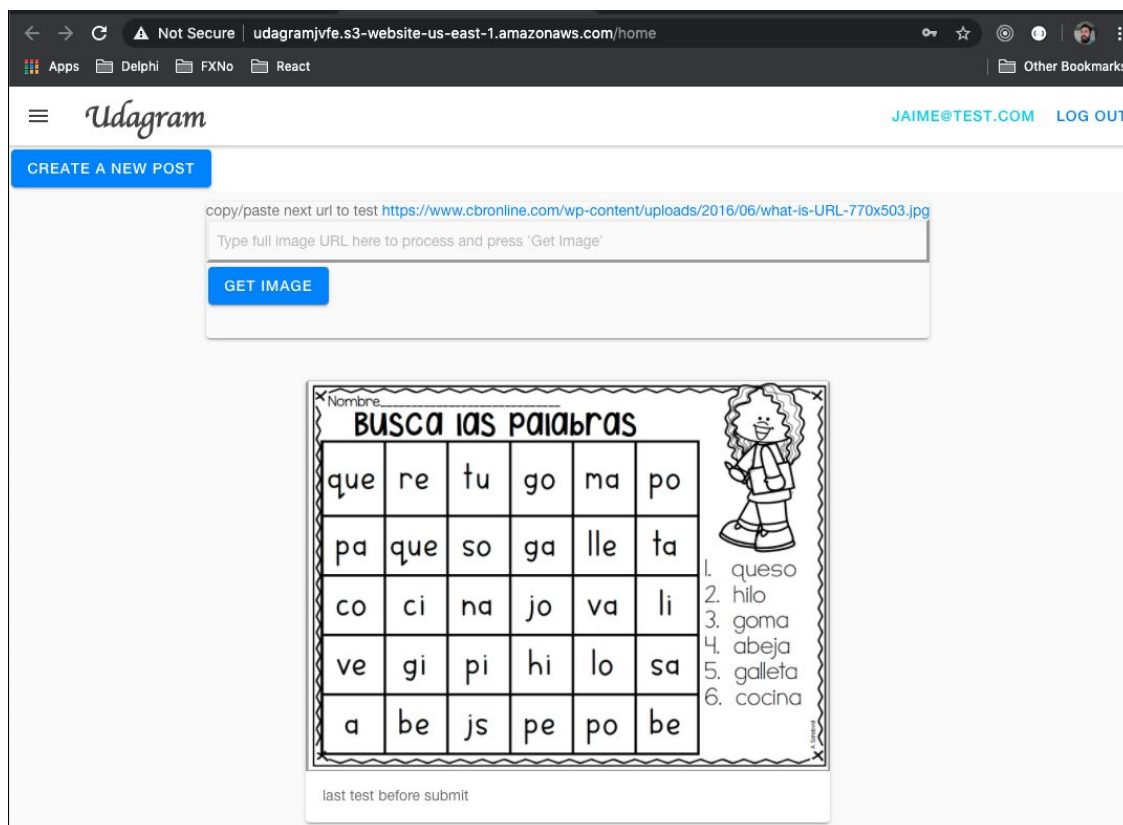 Not Secure | udagramjvfe.s3-website-us-east-1.amazonaws.com/home
Apps Delphi FXNo React Other Bookmarks
Udagram JAIME@TEST.COM LOG OUT
CREATE A NEW POST
copy/paste next url to test https://www.cbronline.com/wp-content/uploads/2016/06/what-is-URL-770x503.jpg
Type full image URL here to process and press 'Get Image'
GET IMAGE
Nombre
Busca las palabras
que re tu go ma po
pa que so ga lle ta
co ci na jo va li
ve gi pi hi lo sa
a be js pe po be
1. queso
2. hilo
3. goma
4. abeja
5. galleta
6. cocina
last test before submit